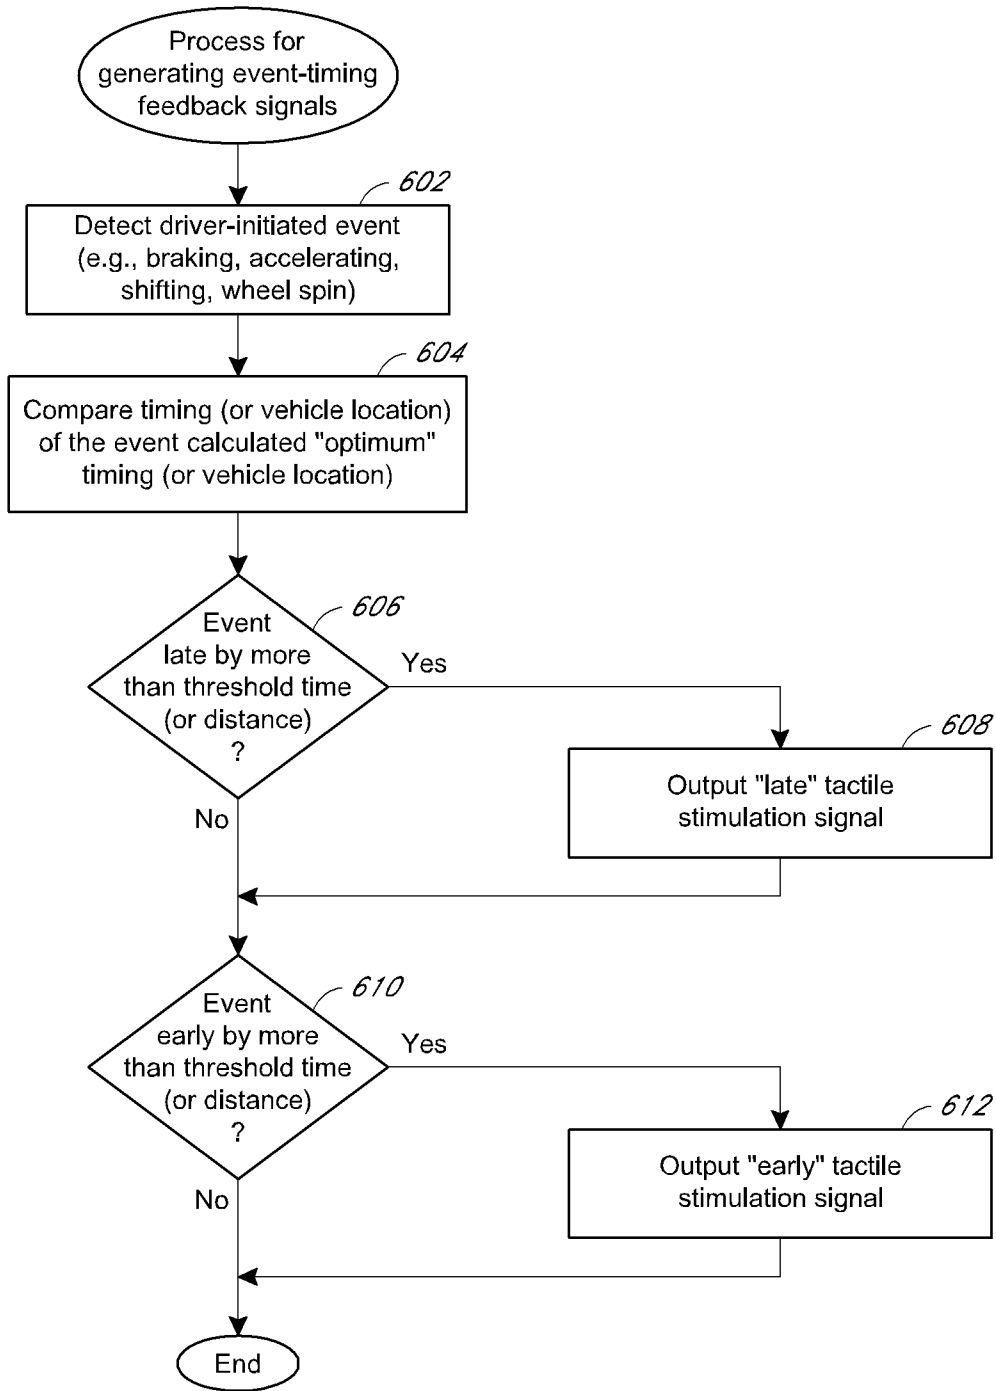 Process for
generating event-timing
feedback signals
602
Detect driver-initiated event
(e.g., braking, accelerating,
shifting, wheel spin)
604
Compare timing (or vehicle location)
of the event calculated "optimum"
timing (or vehicle location)
606
Event
late by more
than threshold time
(or distance)
?
Yes
No
608
Output "late" tactile
stimulation signal
610
Event
early by more
than threshold time
(or distance)
?
Yes
No
612
Output "early" tactile
stimulation signal
End